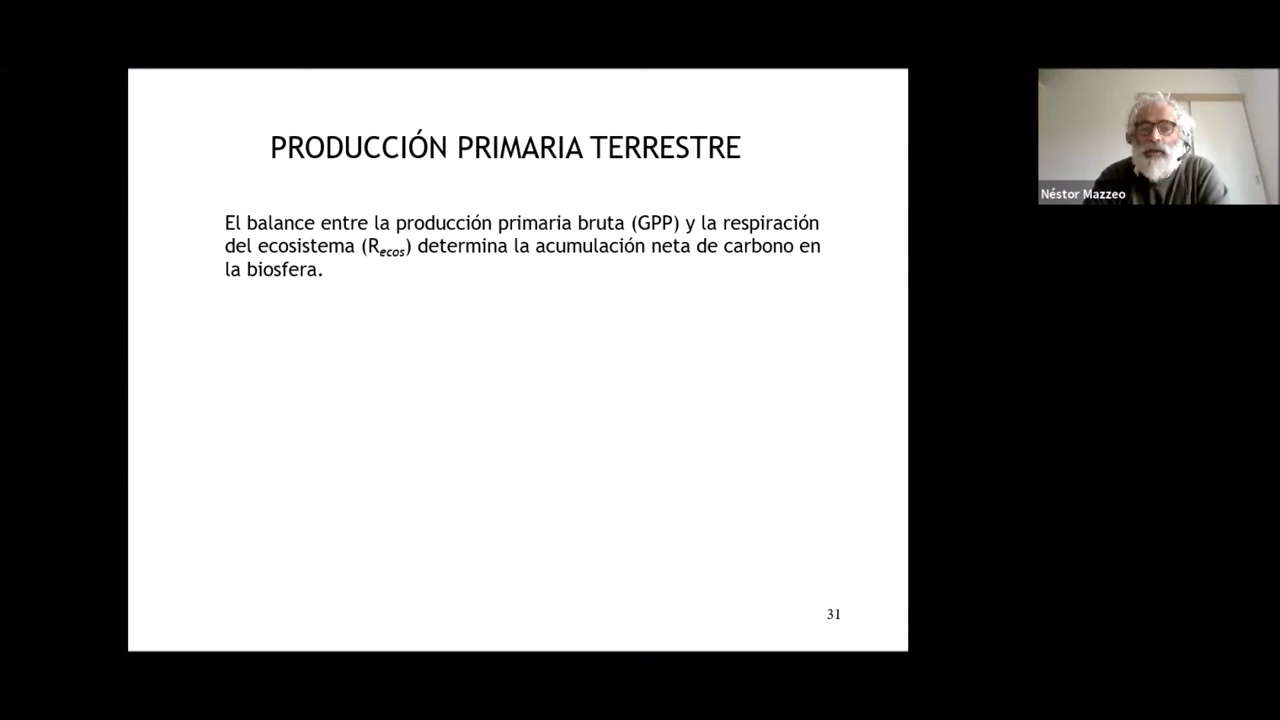 PRODUCCIÓN PRIMARIA TERRESTRE
El balance entre la producción primaria bruta (GPP) y la respiración
del ecosistema (Recos) determina la acumulación neta de carbono en
la biosfera.
31
Néstor Mazzeo